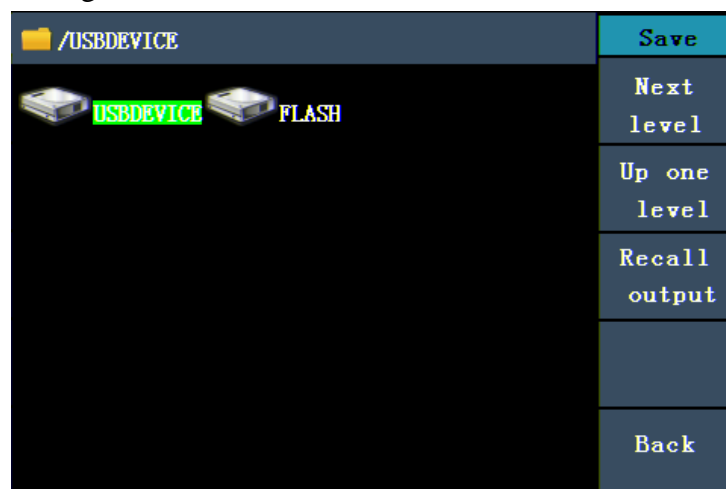 /USBDEVICE
USBDEVICE FLASH
Save
Next
level
Up one
level
Recall
output
Back